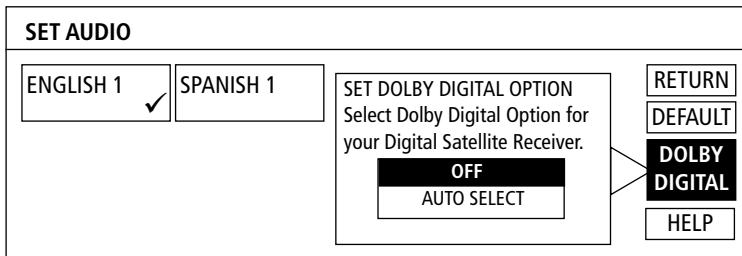 SET AUDIO
ENGLISH 1
SPANISH 1
SET DOLBY DIGITAL OPTION
Select Dolby Digital Option for
your Digital Satellite Receiver.
OFF
AUTO SELECT
RETURN
DEFAULT
DOLBY
DIGITAL
HELP